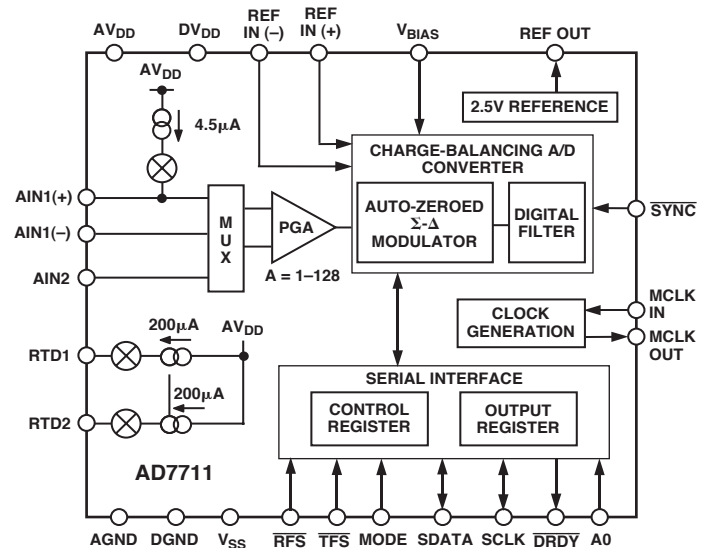 AVDD
DVDD
REF
IN (–)
REF
IN (+)
VBIAS
REF OUT
AVDD
4.5µA
2.5V REFERENCE
CHARGE-BALANCING A/D
CONVERTER
AUTO-ZEROED
Σ-Δ
MODULATOR
DIGITAL
FILTER
AIN1(+)
AIN1(–)
AIN2
M
U
X
PGA
A = 1–128
SYNC
MCLK
IN
MCLK
OUT
CLOCK
GENERATION
RTD1
200µA
AVDD
RTD2
200µA
SERIAL INTERFACE
CONTROL
REGISTER
OUTPUT
REGISTER
AD7711
AGND
DGND
VSS
RFS
TFS
MODE
SDATA
SCLK
DRDY
A0